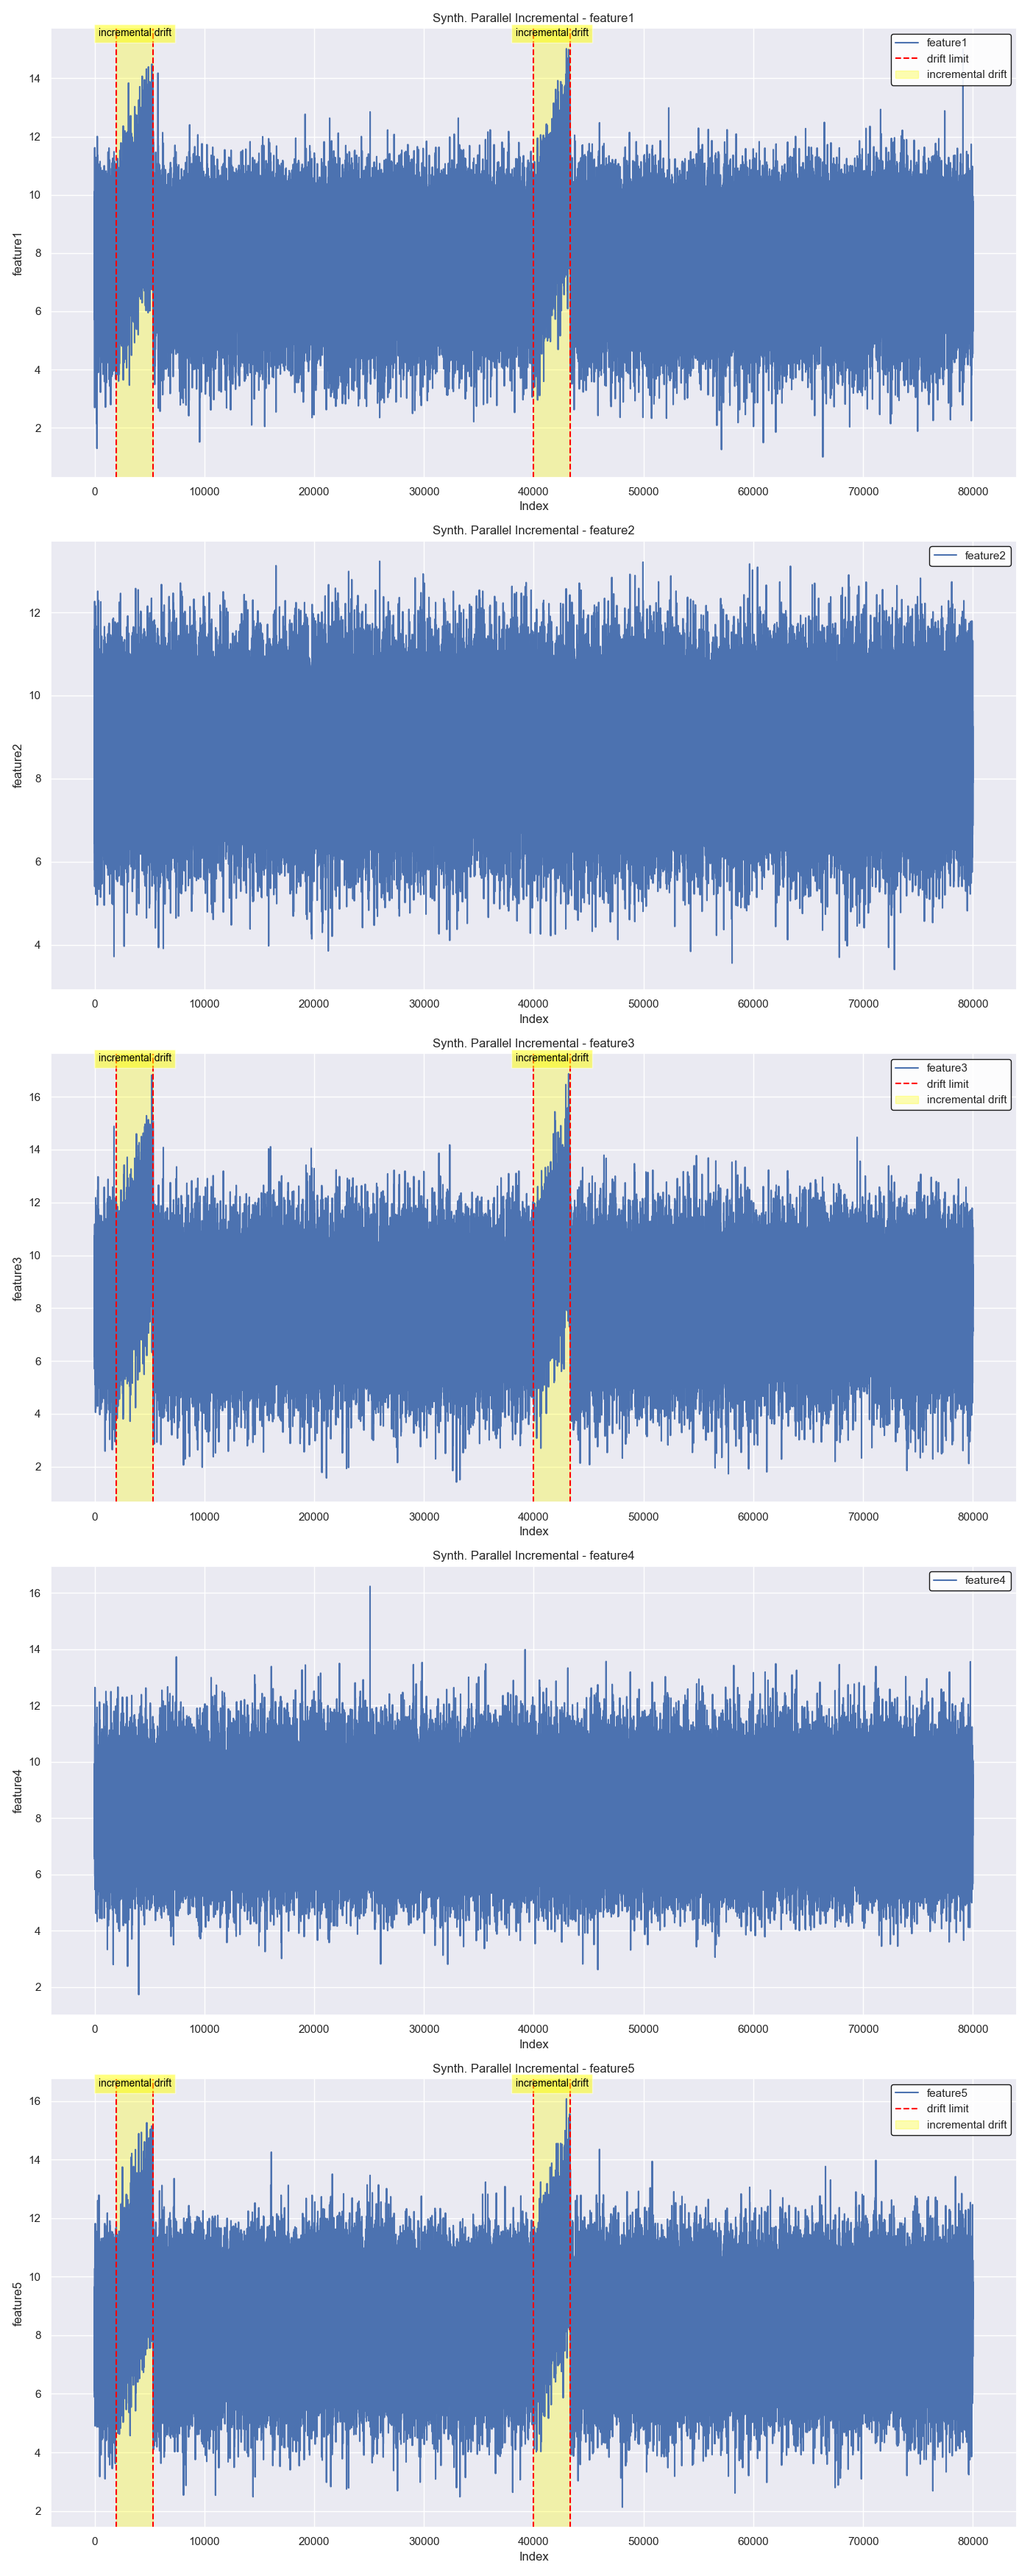 Synth. Parallel Incremental - feature1
incremental drift
incremental drift
feature1
drift limit
incremental drift
14
12
10
8
6
4
2
feature1
0 10000 20000 30000 40000 50000 60000 70000 80000
Index
Synth. Parallel Incremental - feature2
feature2
12
10
8
6
4
feature2
0 10000 20000 30000 40000 50000 60000 70000 80000
Index
Synth. Parallel Incremental - feature3
incremental drift
incremental drift
feature3
drift limit
incremental drift
16
14
12
10
8
6
4
2
feature3
0 10000 20000 30000 40000 50000 60000 70000 80000
Index
Synth. Parallel Incremental - feature4
feature4
16
14
12
10
8
6
4
2
feature4
0 10000 20000 30000 40000 50000 60000 70000 80000
Index
Synth. Parallel Incremental - feature5
incremental drift
incremental drift
feature5
drift limit
incremental drift
16
14
12
10
8
6
4
2
feature5
0 10000 20000 30000 40000 50000 60000 70000 80000
Index